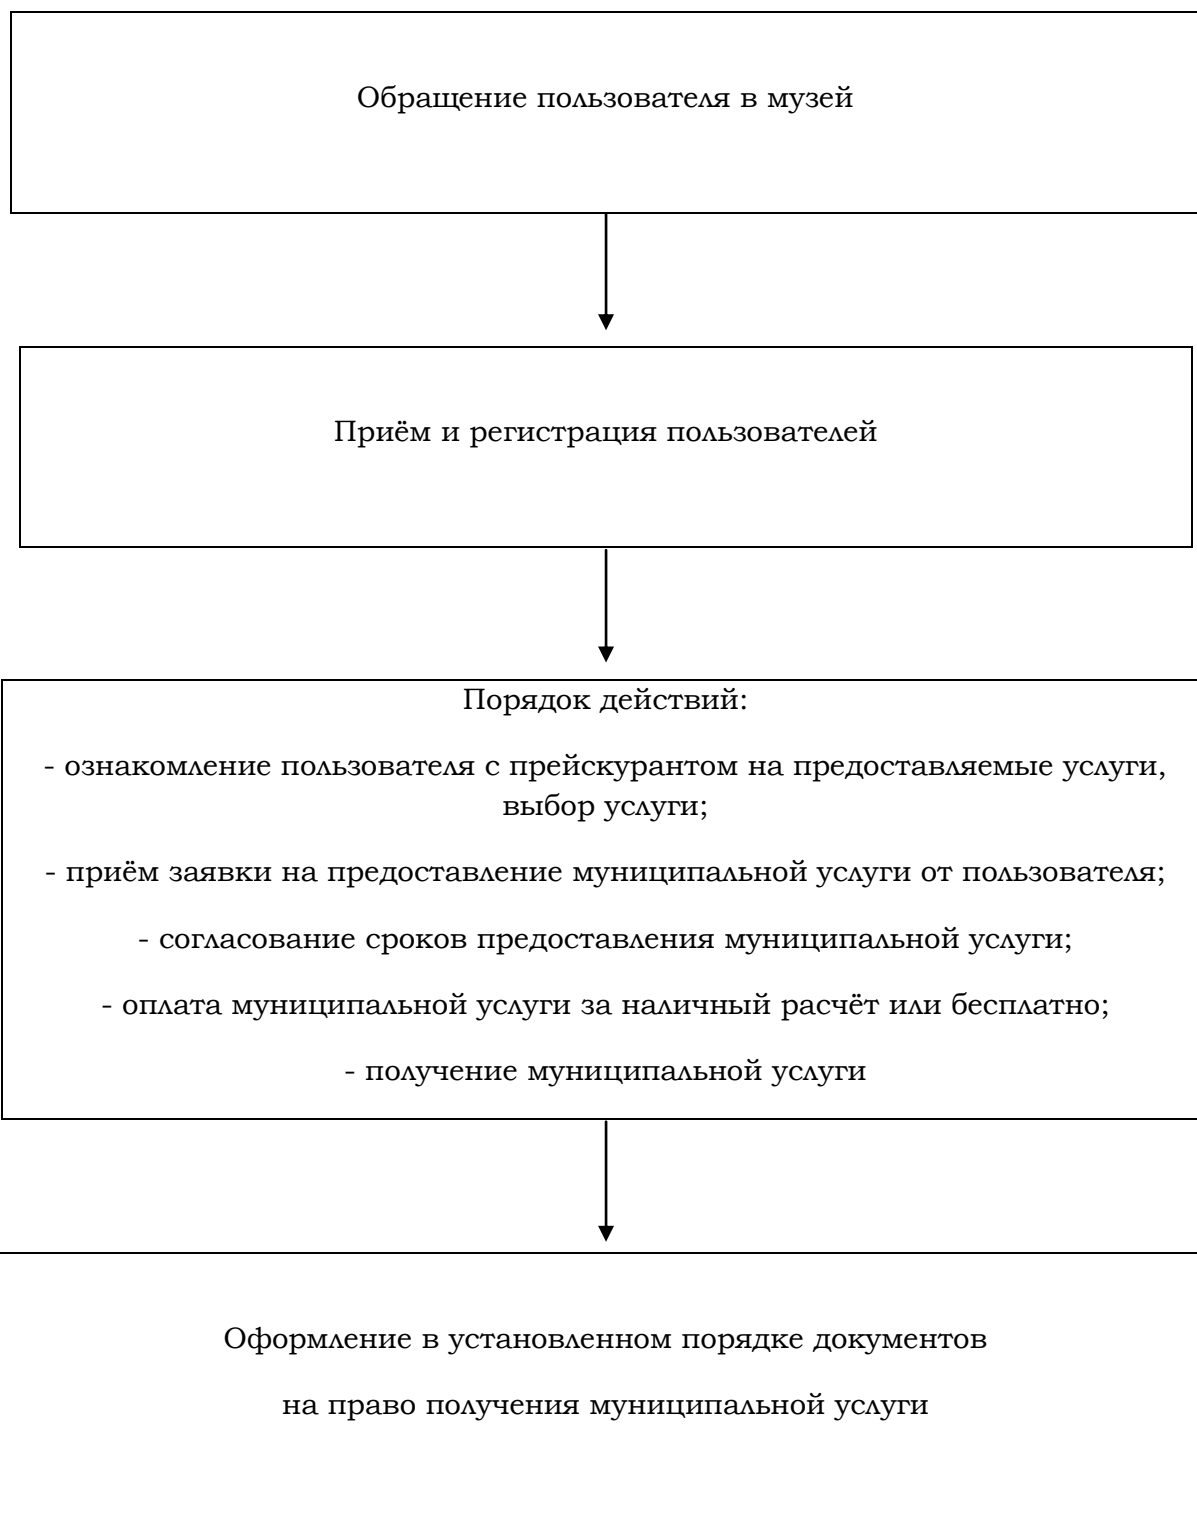 Обращение пользователя в музей
Приём и регистрация пользователей
Порядок действий:
- ознакомление пользователя с прейскурантом на предоставляемые услуги,
выбор услуги;
- приём заявки на предоставление муниципальной услуги от пользователя;
- согласование сроков предоставления муниципальной услуги;
- оплата муниципальной услуги за наличный расчёт или бесплатно;
- получение муниципальной услуги
Оформление в установленном порядке документов
на право получения муниципальной услуги